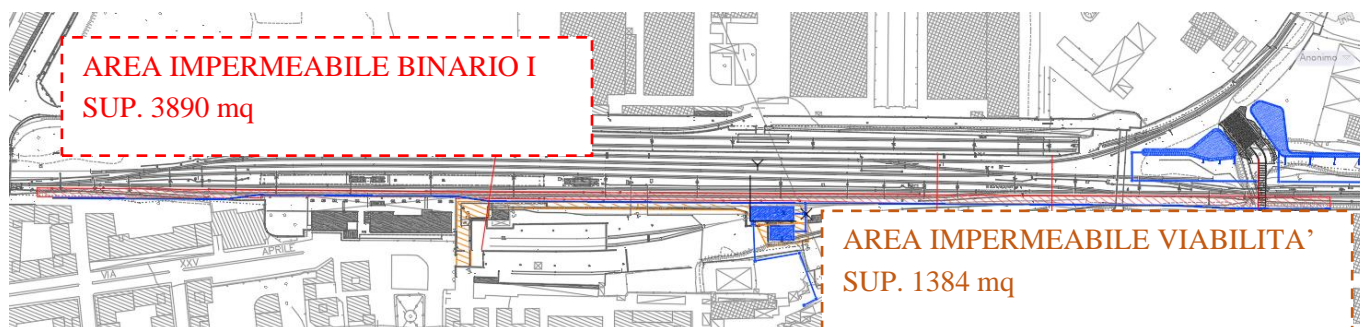 AREA IMPERMEABILE BINARIO I
SUP. 3890 mq
Anonimo
Y
X
AREA IMPERMEABILE VIABILITA’
SUP. 1384 mq
VIA XXV APRILE